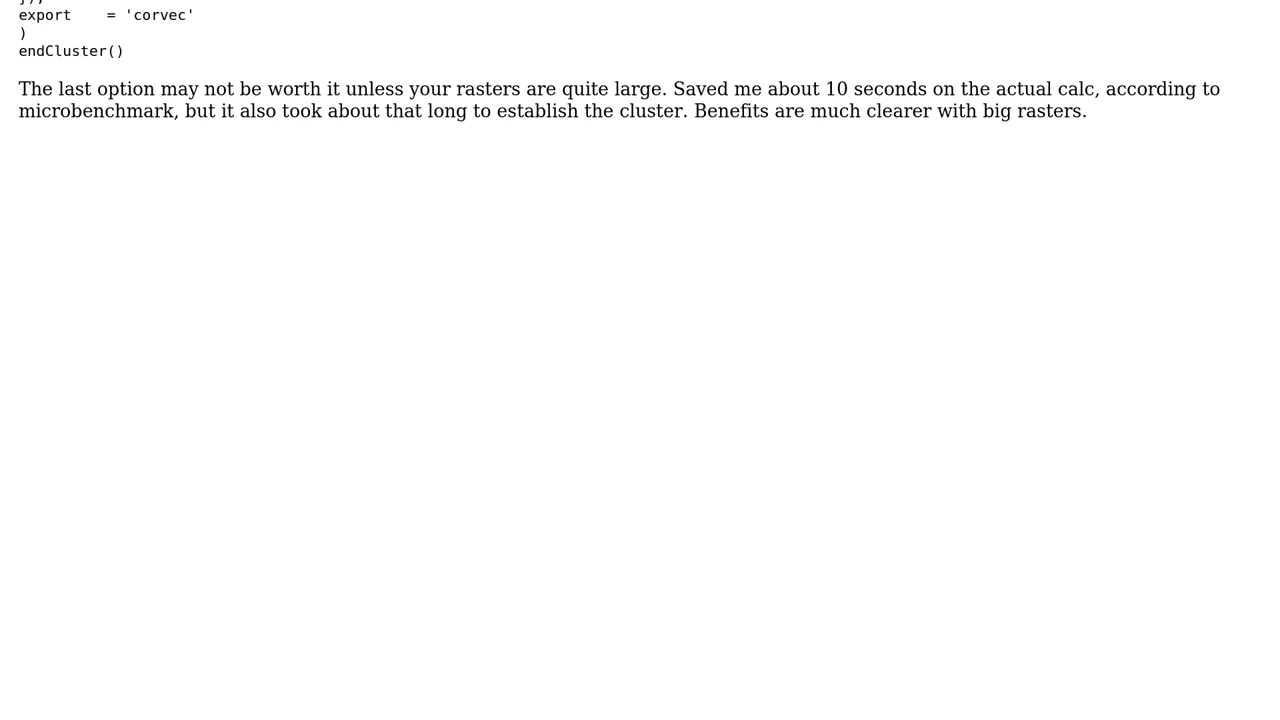 });
export    = 'corvec'
)
endCluster()
The last option may not be worth it unless your rasters are quite large. Saved me about 10 seconds on the actual calc, according to
microbenchmark, but it also took about that long to establish the cluster. Benefits are much clearer with big rasters.